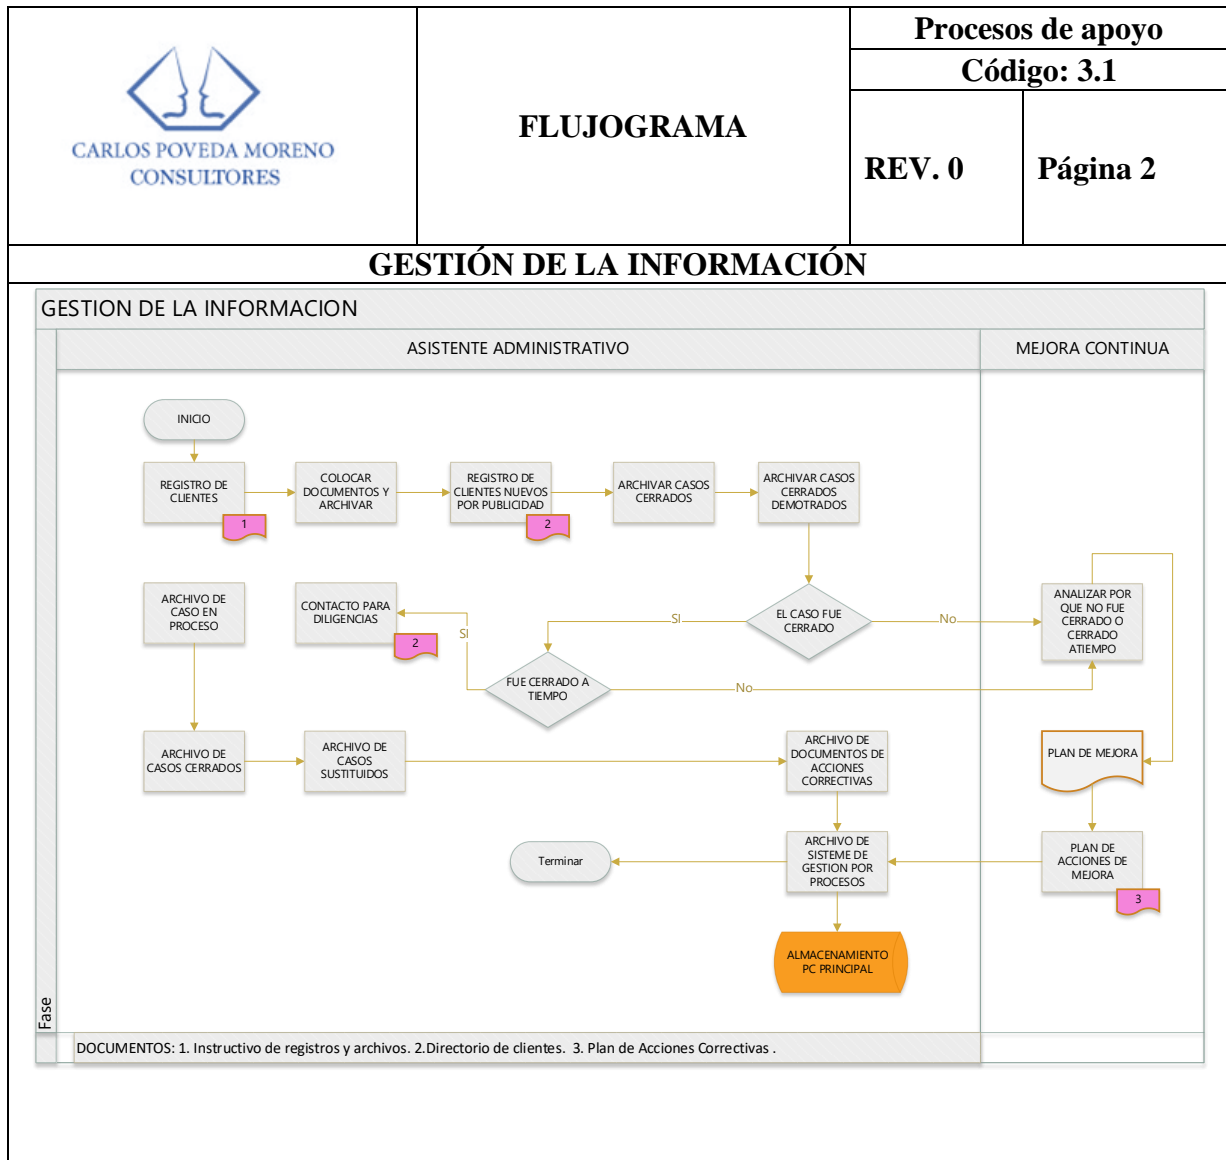 CARLOS POVEDA MORENO
CONSULTORES
FLUJOGRAMA
Procesos de apoyo
Código: 3.1
REV. 0
Página 2
GESTIÓN DE LA INFORMACIÓN
GESTION DE LA INFORMACION
Fase
ASISTENTE ADMINISTRATIVO
MEJORA CONTINUA
INICIO
REGISTRO DE
CLIENTES
1
COLOCAR
DOCUMENTOS Y
ARCHIVAR
REGISTRO DE
CLIENTES NUEVOS
POR PUBLICIDAD
2
ARCHIVAR CASOS
CERRADOS
ARCHIVAR CASOS
CERRADOS
DEMOTRADOS
ARCHIVO DE
CASO EN
PROCESO
CONTACTO PARA
DILIGENCIAS
2
SI
SI
EL CASO FUE
CERRADO
No
ANALIZAR POR
QUE NO FUE
CERRADO O
CERRADO
ATIEMPO
FUE CERRADO A
TIEMPO
No
ARCHIVO DE
CASOS CERRADOS
ARCHIVO DE
CASOS
SUSTITUIDOS
ARCHIVO DE
DOCUMENTOS DE
ACCIONES
CORRECTIVAS
PLAN DE MEJORA
Terminar
ARCHIVO DE
SISTEME DE
GESTION POR
PROCESOS
PLAN DE
ACCIONES DE
MEJORA
3
ALMACENAMIENTO
PC PRINCIPAL
DOCUMENTOS: 1. Instructivo de registros y archivos. 2.Directorio de clientes. 3. Plan de Acciones Correctivas .